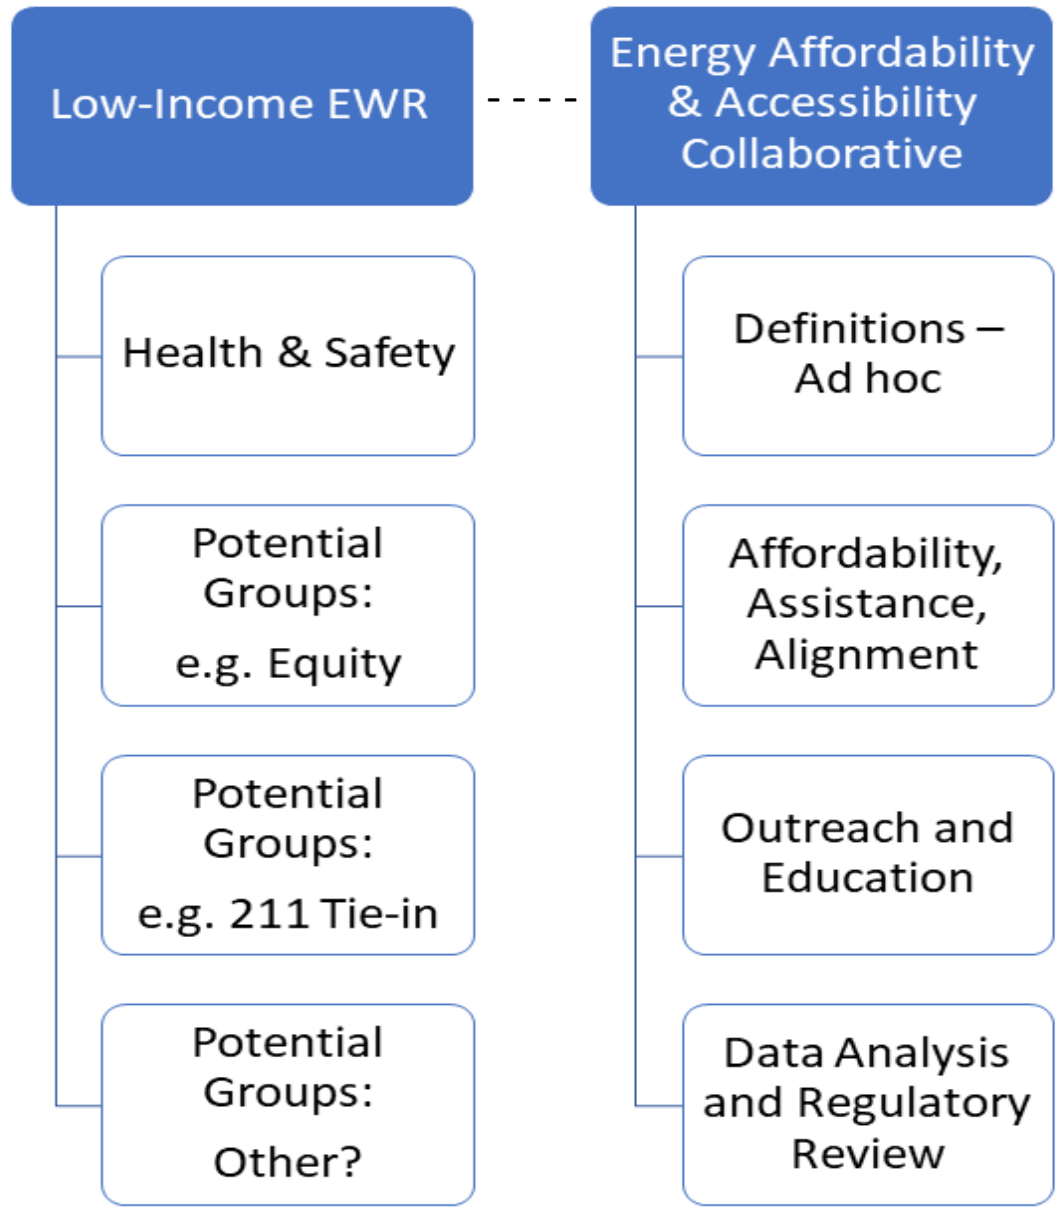 Low-Income EWR
Energy Affordability
& Accessibility
Collaborative
Health & Safety
Potential
Groups:
e.g. Equity
Potential
Groups:
e.g. 211 Tie-in
Potential
Groups:
Other?
Definitions –
Ad hoc
Affordability,
Assistance,
Alignment
Outreach and
Education
Data Analysis
and Regulatory
Review